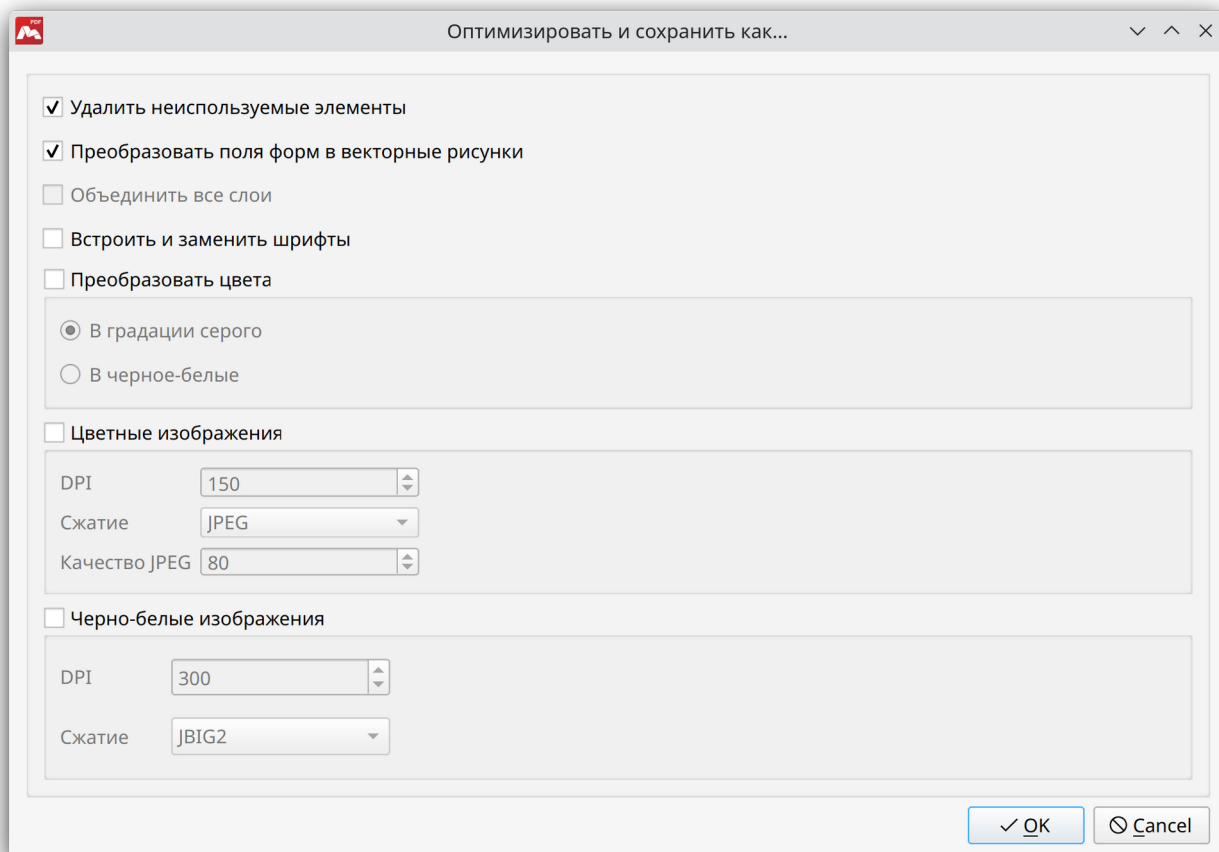 PDF
Оптимизировать и сохранить как...
Удалить неиспользуемые элементы
Преобразовать поля форм в векторные рисунки
Объединить все слои
Встроить и заменить шрифты
Преобразовать цвета
В градации серого
В черное-белые
Цветные изображения
DPI 150
Сжатие JPEG
Качество JPEG 80
Черно-белые изображения
DPI 300
Сжатие JBIG2
OK Cancel